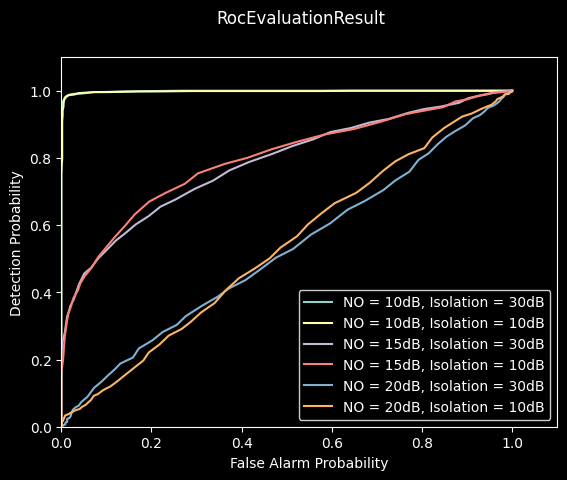 RocEvaluationResult
1.0
0.8
0.6
0.4
0.2
0.0
Detection Probability
NO = 10dB, Isolation = 30dB
NO = 10dB, Isolation = 10dB
NO = 15dB, Isolation = 30dB
NO = 15dB, Isolation = 10dB
NO = 20dB, Isolation = 30dB
NO = 20dB, Isolation = 10dB
0.0 0.2 0.4 0.6 0.8 1.0
False Alarm Probability